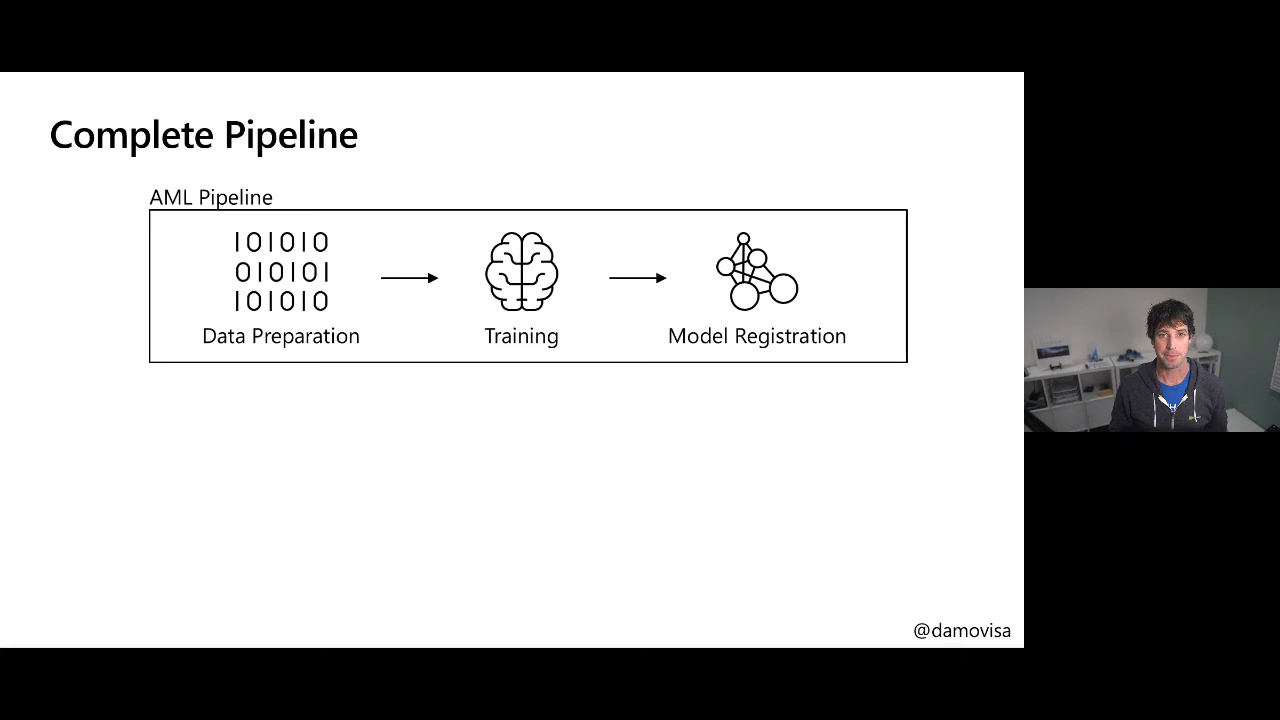 Complete Pipeline
AML Pipeline
101010
010101
101010
Data Preparation
Training
Model Registration
@damovisa